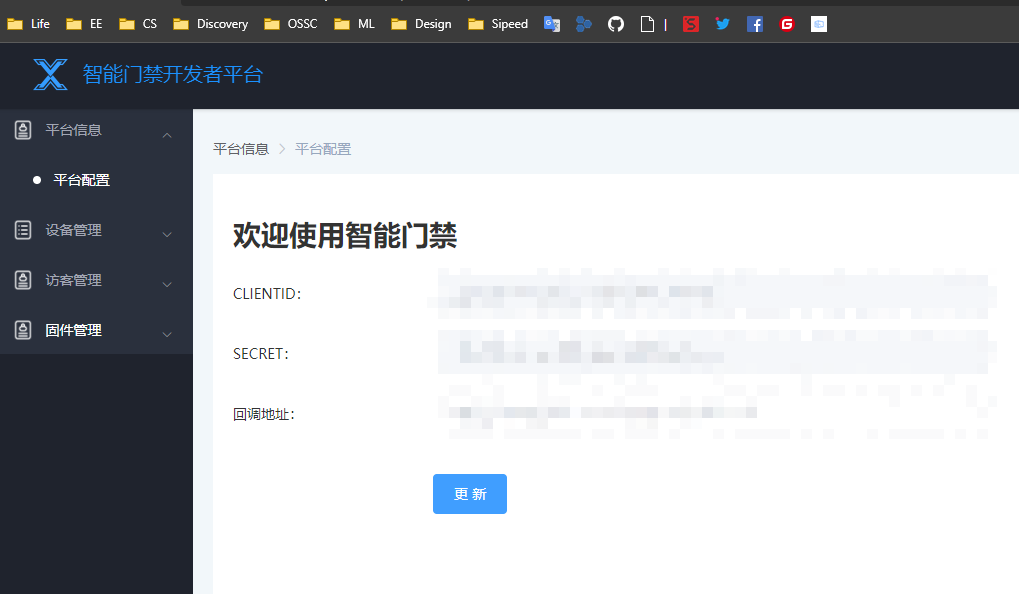 Life EE CS Discovery OSSC ML Design Sipeed
智能门禁开发者平台
平台信息
平台配置
设备管理
访客管理
固件管理
平台信息 > 平台配置
欢迎使用智能门禁
CLIENTID:
SECRET:
回调地址:
更 新